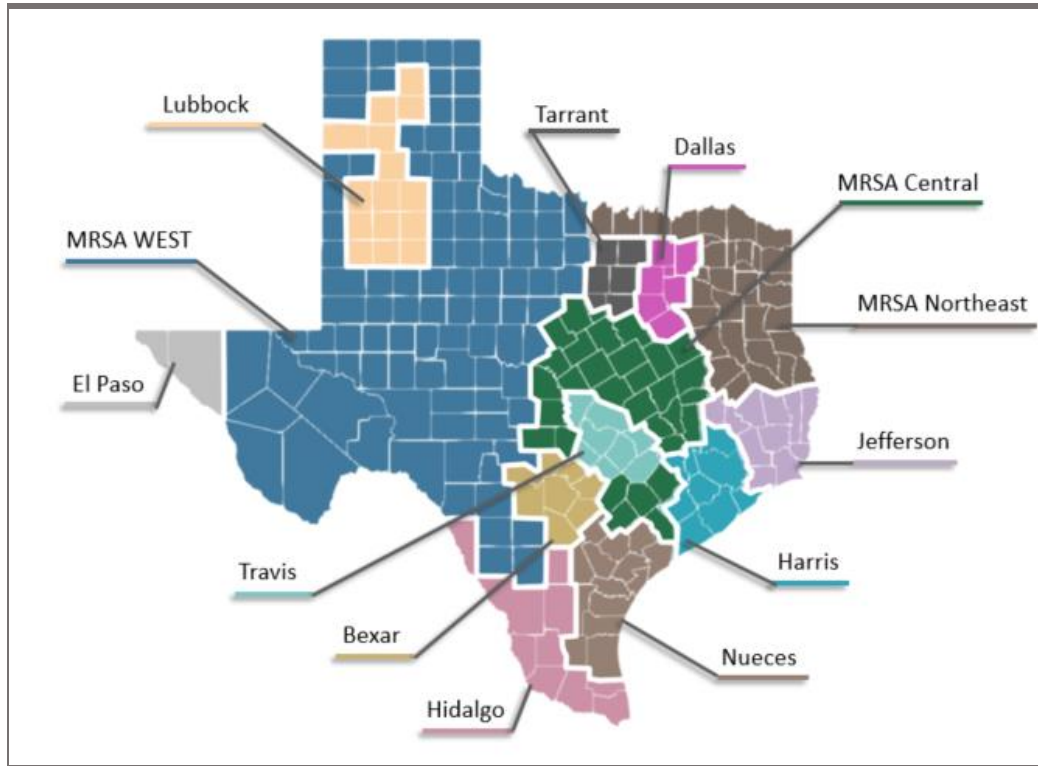 Lubbock
Tarrant
Dallas
MRSA Central
MRSA WEST
MRSA Northeast
El Paso
Jefferson
Travis
Harris
Bexar
Nueces
Hidalgo